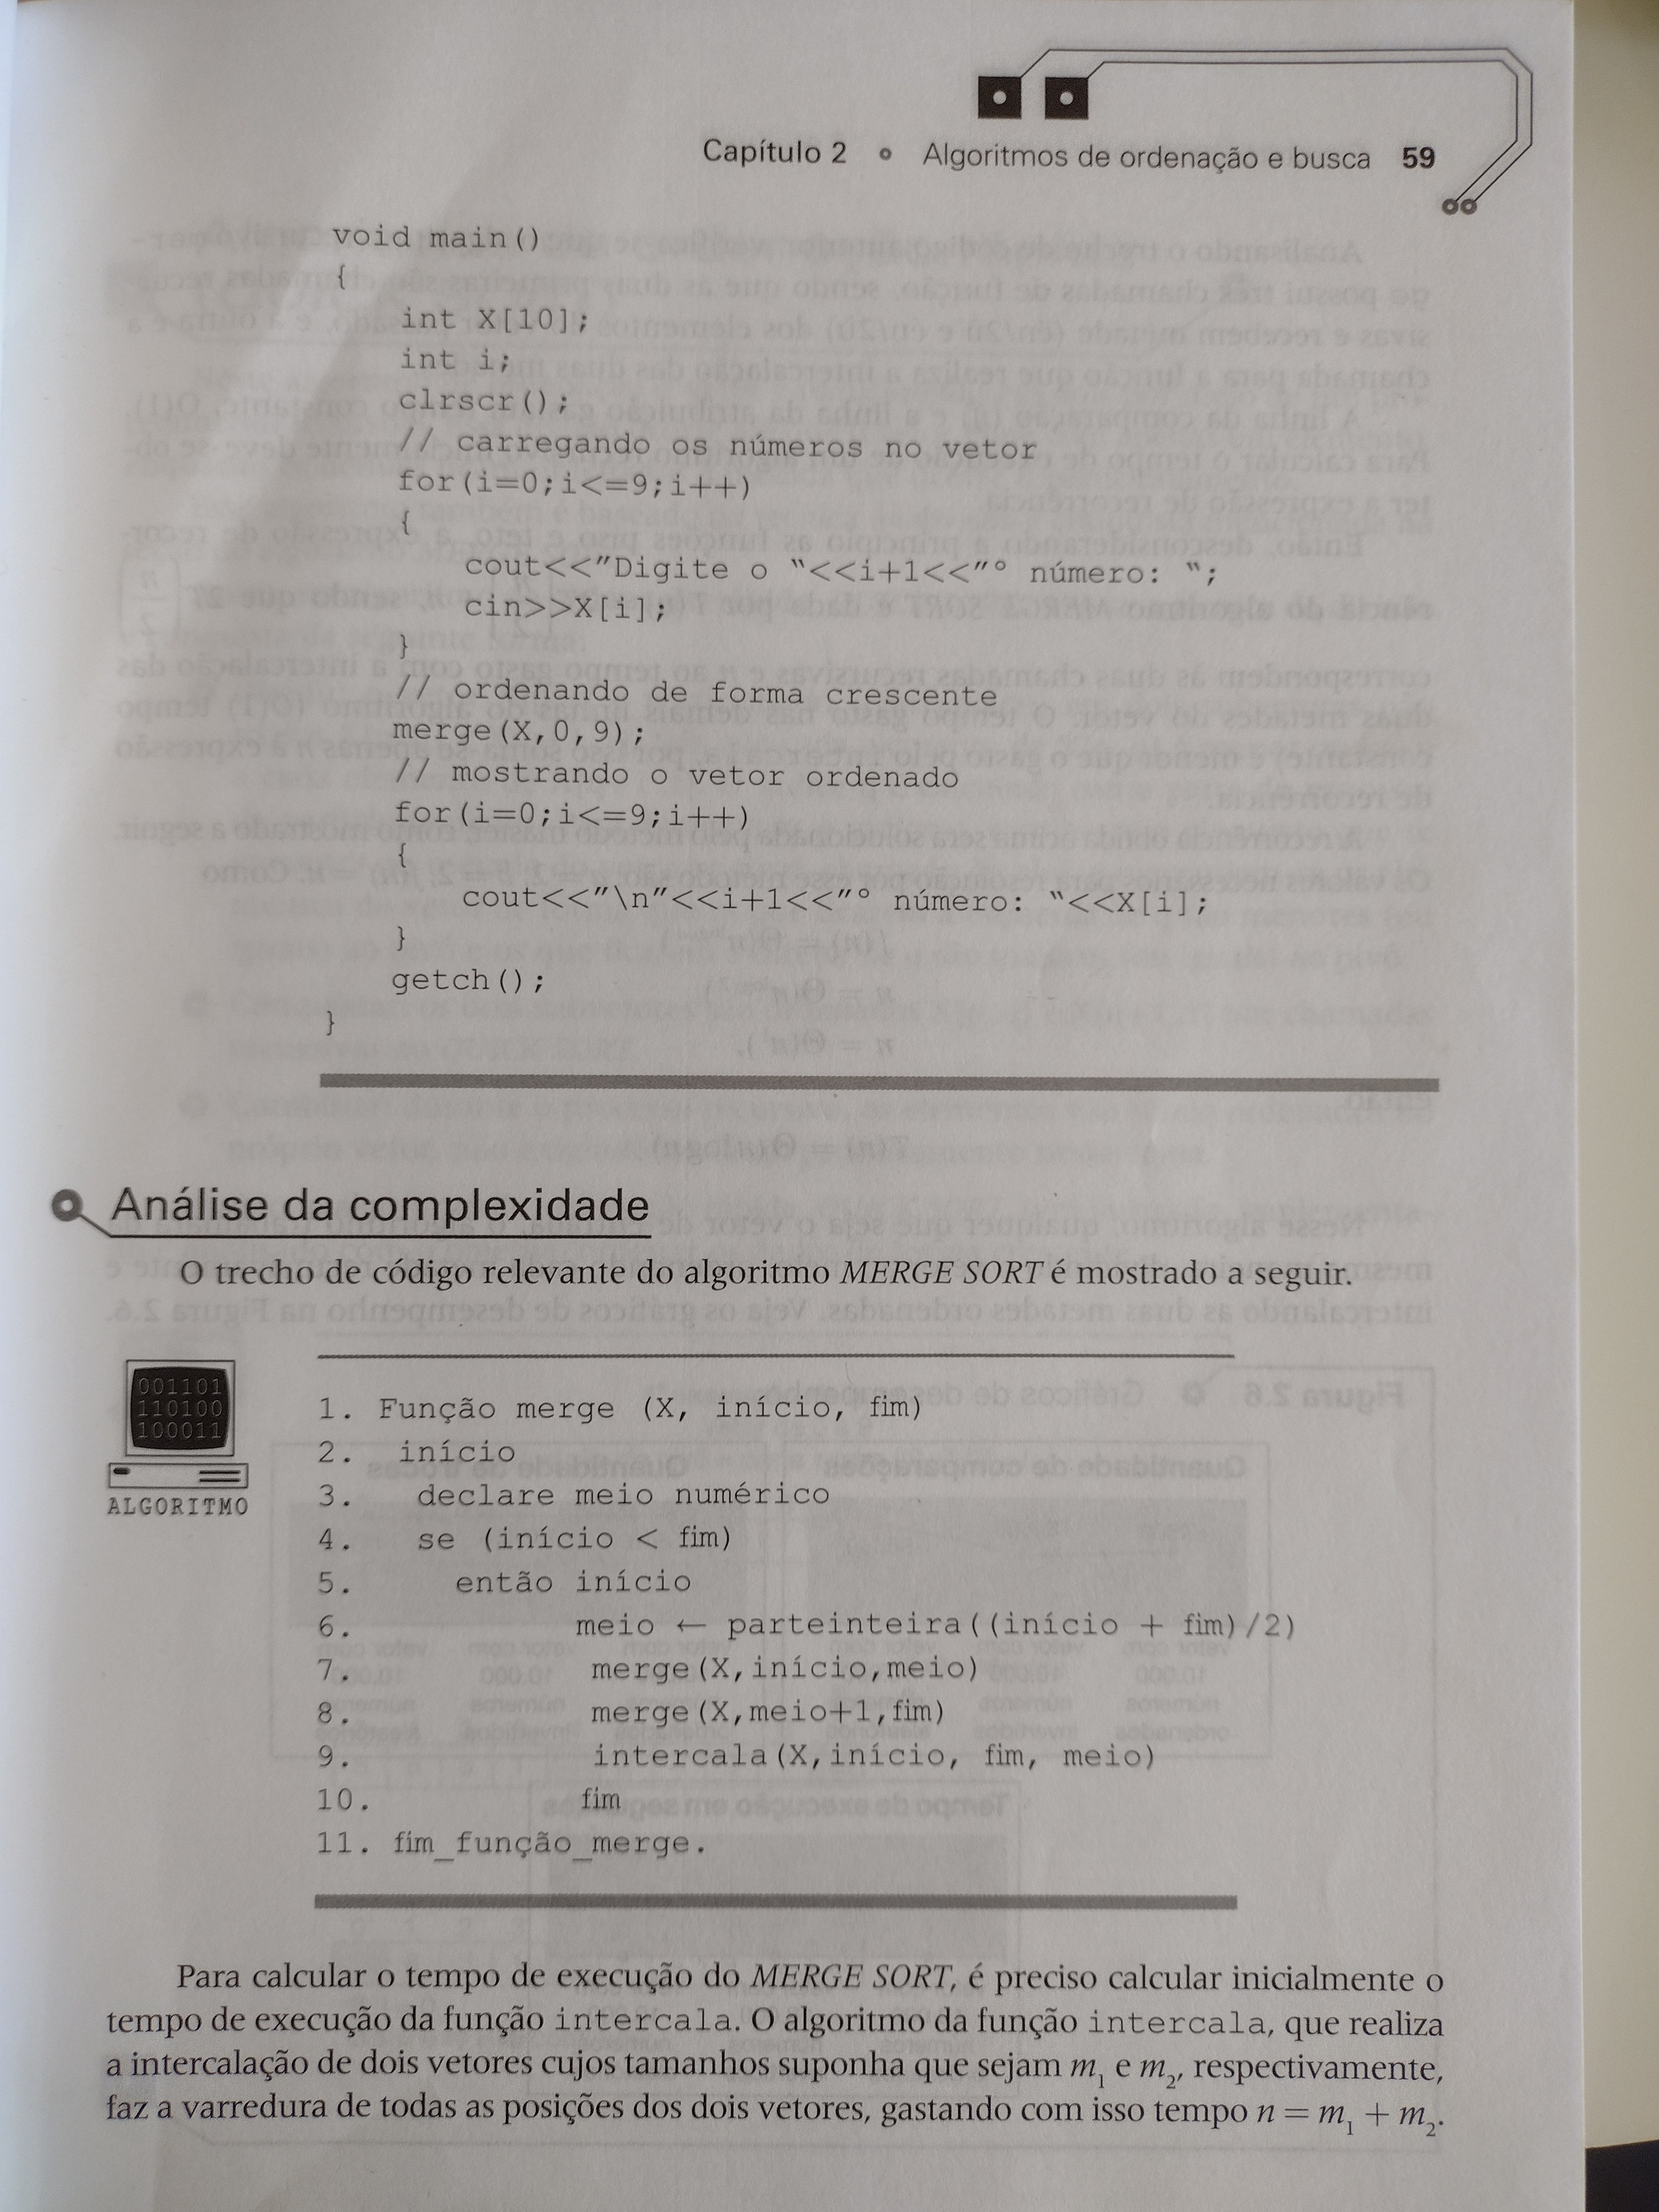 Capítulo 2 • Algoritmos de ordenação e busca 59
void main()
{
int X[10];
int i;
clrscr();
// carregando os números no vetor
for(i=0;i<=9;i++)
{
cout<<”Digite o “<<i+1<<”° número: “;
cin>>X[i];
}
// ordenando de forma crescente
merge(X,0,9);
// mostrando o vetor ordenado
for(i=0;i<=9;i++)
{
cout<<”\n”<<i+1<<”° número: “<<X[i];
}
getch();
}
Análise da complexidade
O trecho de código relevante do algoritmo MERGE SORT é mostrado a seguir.
001101
110100
100011
ALGORITMO
1. Função merge (X, início, fim)
2. início
3. declare meio numérico
4. se (início < fim)
5. então início
6. meio ← parteinteira((início + fim)/2)
7. merge(X,início,meio)
8. merge(X,meio+1,fim)
9. intercala(X,início, fim, meio)
10. fim
11. fim_função_merge.
Para calcular o tempo de execução do MERGE SORT, é preciso calcular inicialmente o
tempo de execução da função intercala. O algoritmo da função intercala, que realiza
a intercalação de dois vetores cujos tamanhos suponha que sejam m₁ e m₂, respectivamente,
faz a varredura de todas as posições dos dois vetores, gastando com isso tempo n = m₁ + m₂.